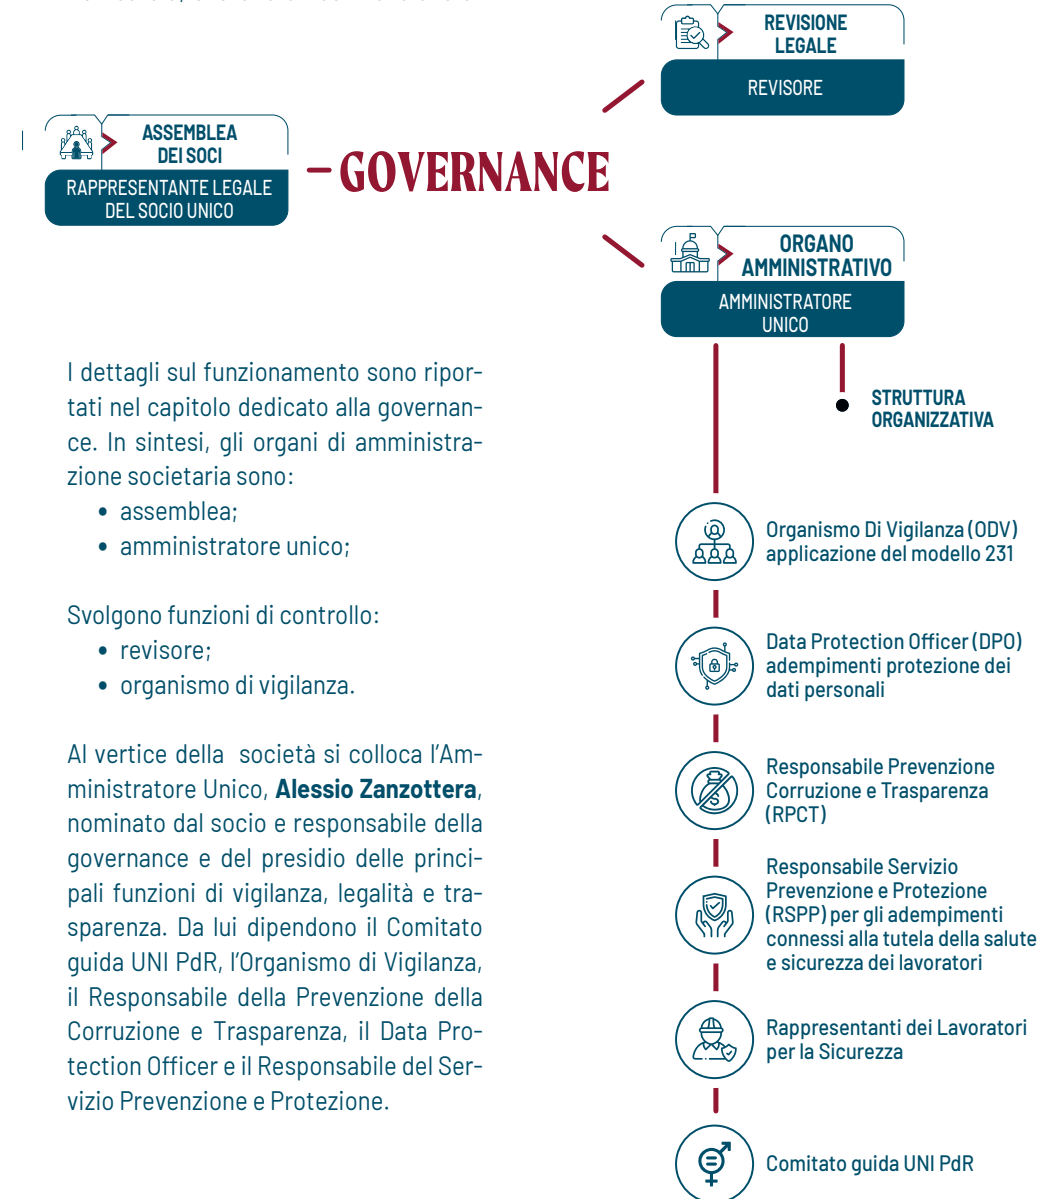 REVISIONE
LEGALE
REVISORE
ASSEMBLEA
DEI SOCI
RAPPRESENTANTE LEGALE
DEL SOCIO UNICO
GOVERNANCE
ORGANO
AMMINISTRATIVO
AMMINISTRATORE
UNICO
STRUTTURA
ORGANIZZATIVA
I dettagli sul funzionamento sono ripor-
tati nel capitolo dedicato alla governan-
ce. In sintesi, gli organi di amministra-
zione societaria sono:
• assemblea;
• amministratore unico;
Svolgono funzioni di controllo:
• revisore;
• organismo di vigilanza.
Al vertice della  società si colloca l'Am-
ministratore Unico, Alessio Zanzottera,
nominato dal socio e responsabile della
governance e del presidio delle princi-
pali funzioni di vigilanza, legalità e tra-
sparenza. Da lui dipendono il Comitato
guida UNI PdR, l'Organismo di Vigilanza,
il Responsabile della Prevenzione della
Corruzione e Trasparenza, il Data Pro-
tection Officer e il Responsabile del Ser-
vizio Prevenzione e Protezione.
Organismo Di Vigilanza (ODV)
applicazione del modello 231
Data Protection Officer (DPO)
adempimenti protezione dei
dati personali
Responsabile Prevenzione
Corruzione e Trasparenza
(RPCT)
Responsabile Servizio
Prevenzione e Protezione
(RSPP) per gli adempimenti
connessi alla tutela della salute
e sicurezza dei lavoratori
Rappresentanti dei Lavoratori
per la Sicurezza
Comitato guida UNI PdR